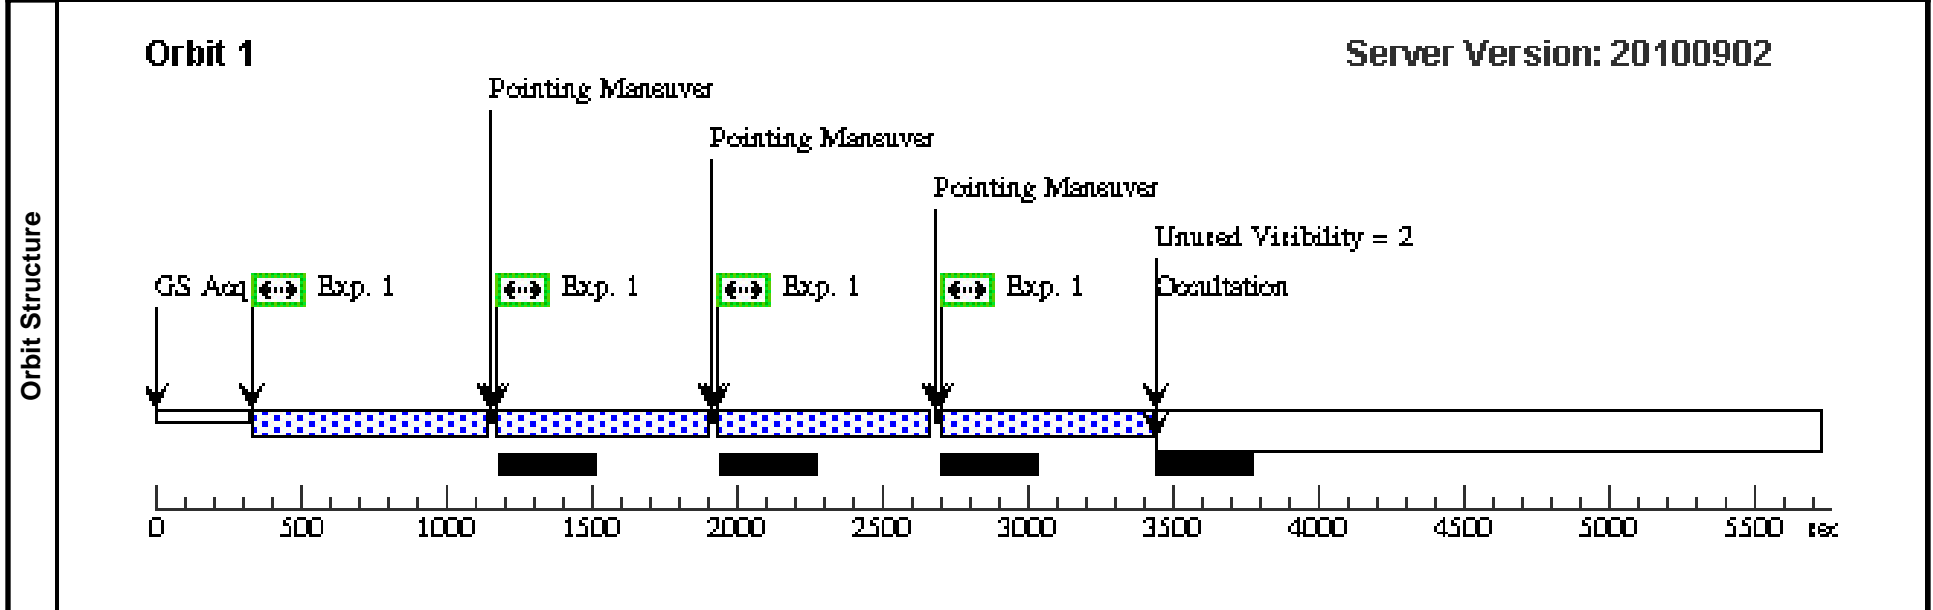 Orbit Structure
Orbit 1
Server Version: 20100902
Pointing Maneuver
Pointing Maneuver
Pointing Maneuver
Unused Visibility = 2
GS Acq
Exp. 1
Exp. 1
Exp. 1
Exp. 1
Occultation
0 500 1000 1500 2000 2500 3000 3500 4000 4500 5000 5500 sec